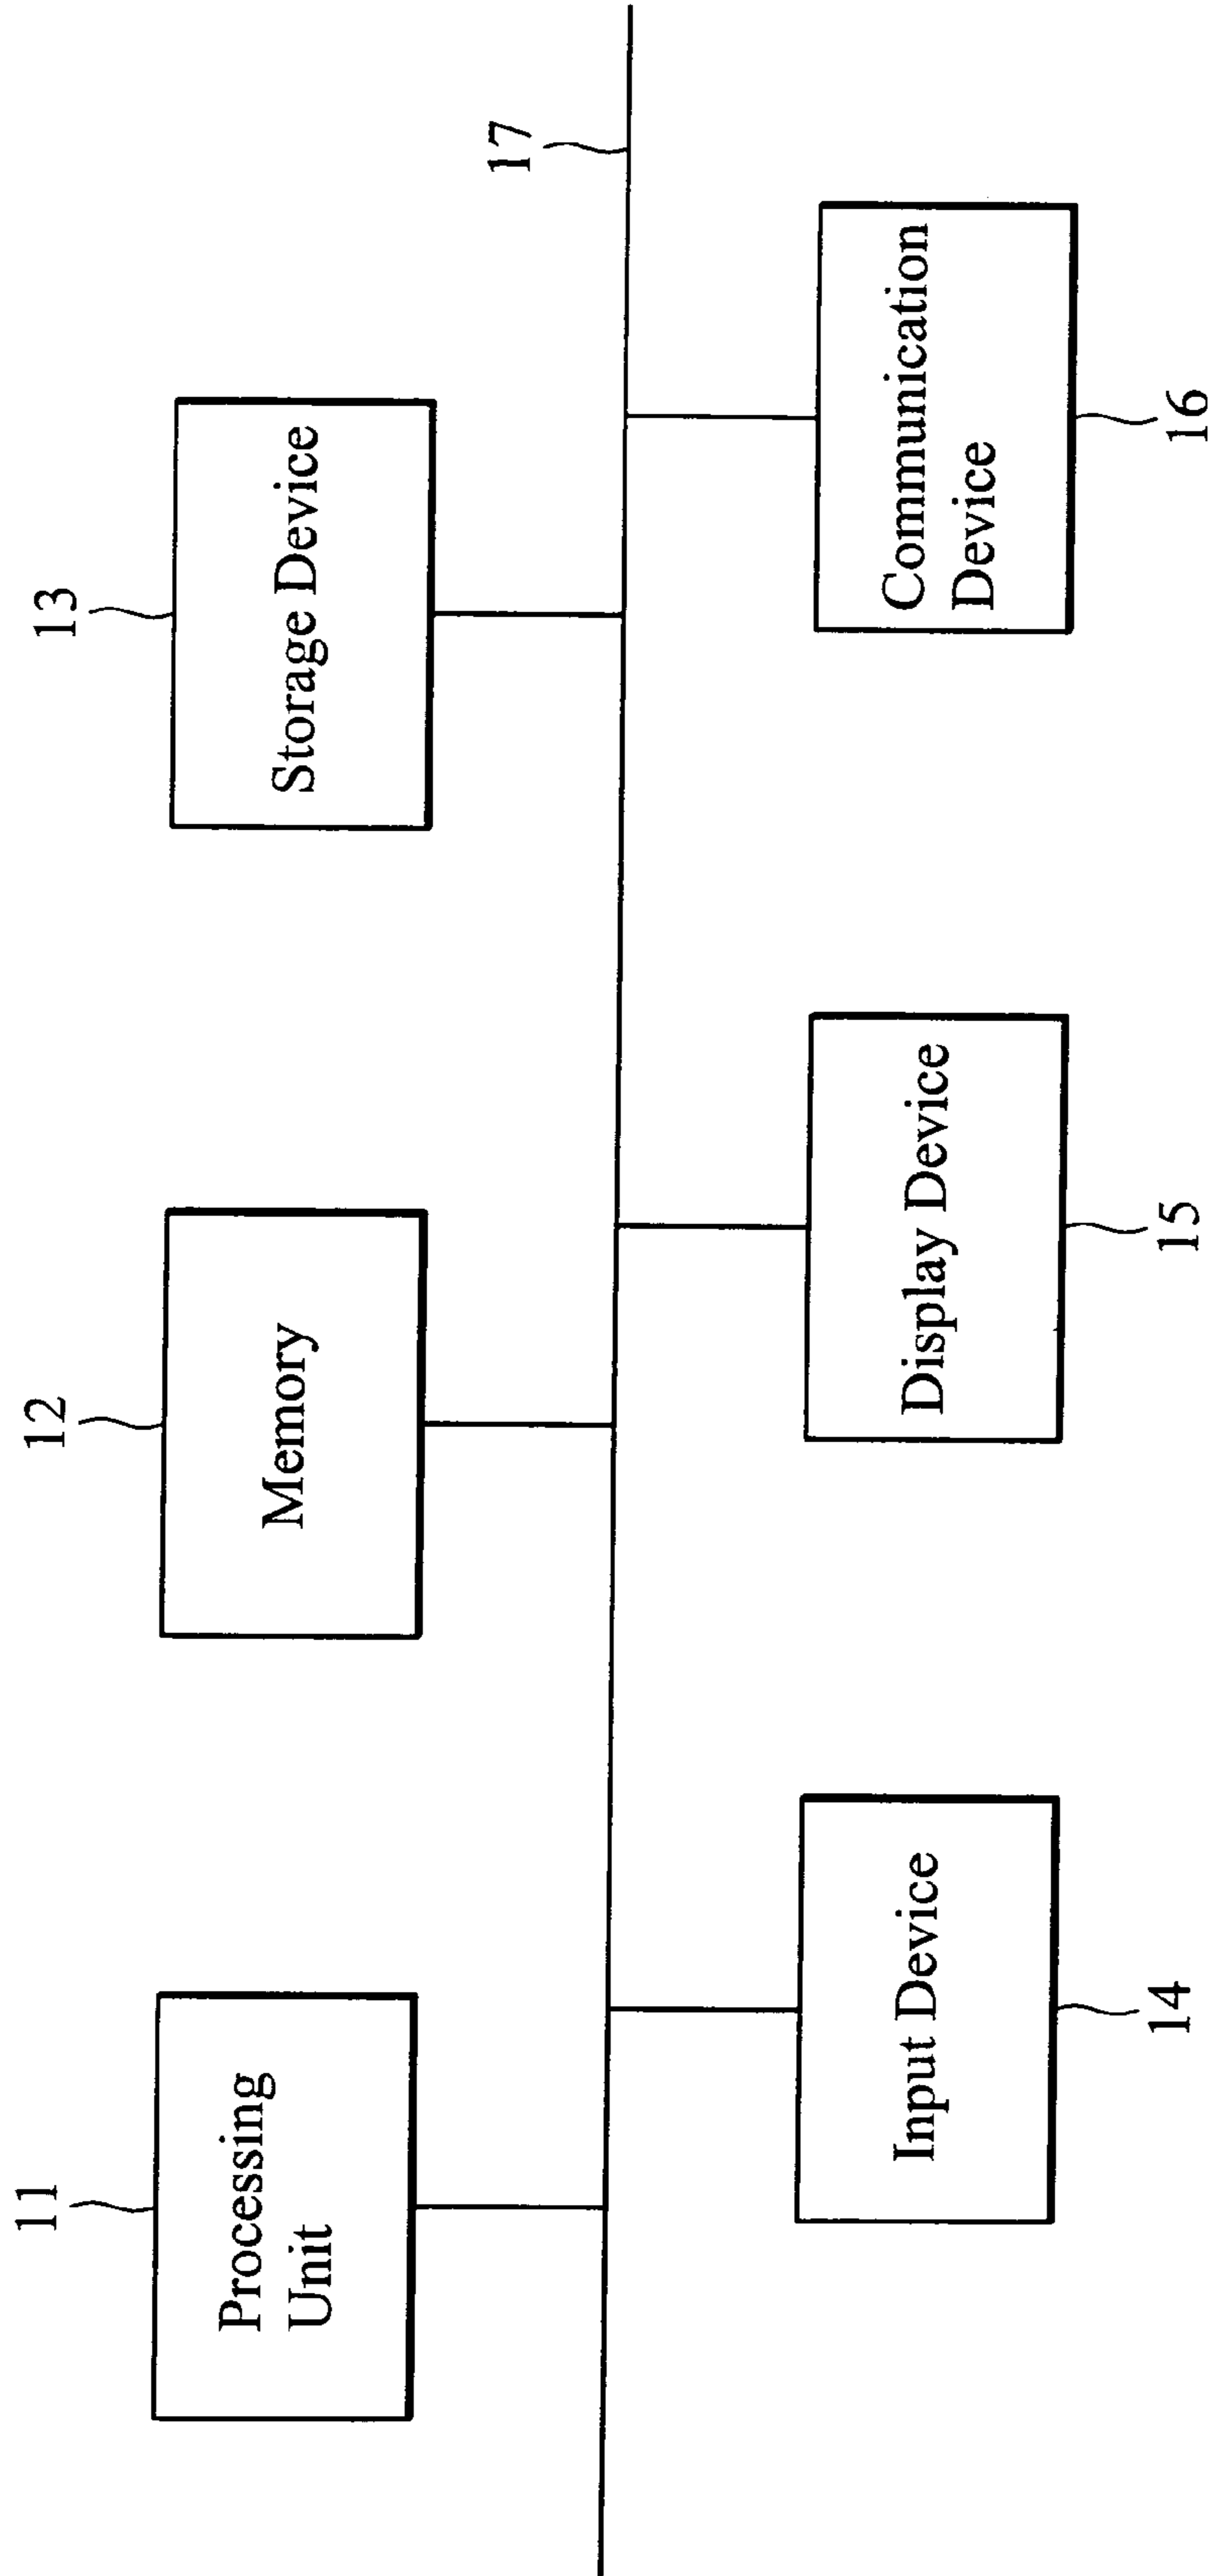 11
Processing
Unit
12
Memory
13
Storage Device
17
14
Input Device
15
Display Device
16
Communication
Device